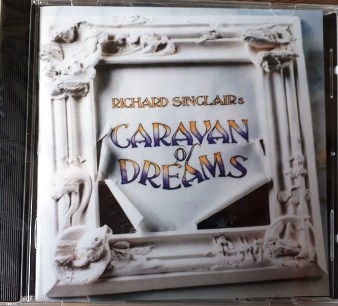 RICHARD SINCLAIR's
CARAVAN
of
DREAMS